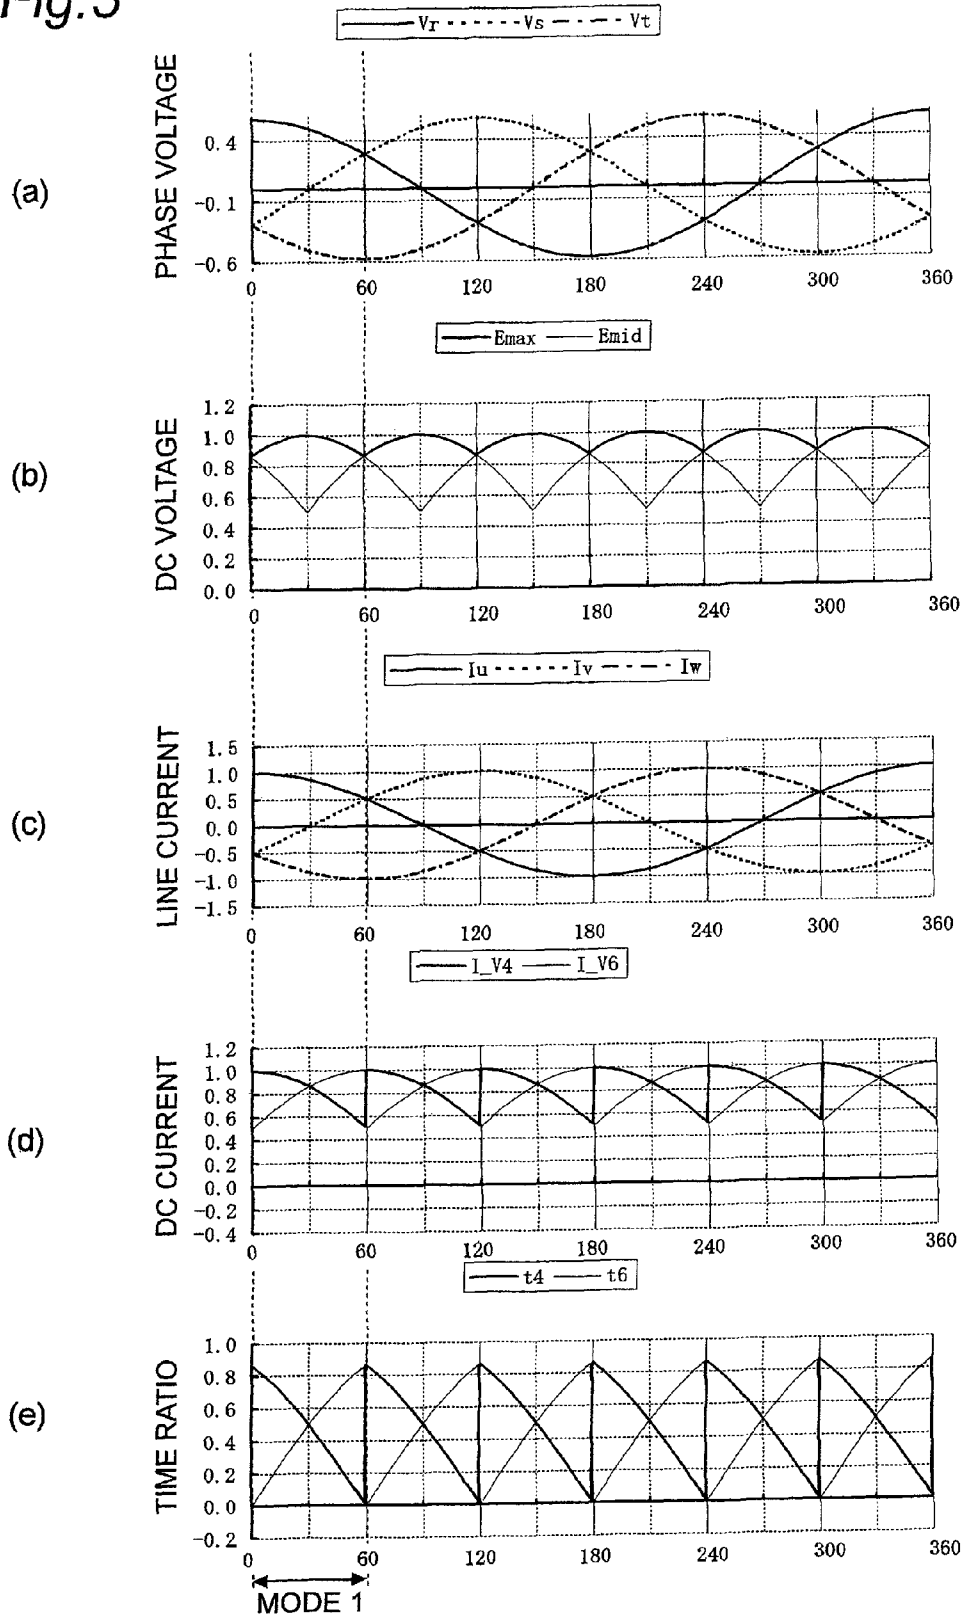 Fig.5
Vr Vs Vt
(a)
PHASE VOLTAGE
0.4
-0.1
-0.6
0 60 120 180 240 300 360
Emax Emid
(b)
DC VOLTAGE
1.2
1.0
0.8
0.6
0.4
0.2
0.0
0 60 120 180 240 300 360
Iu Iv Iw
(c)
LINE CURRENT
1.5
1.0
0.5
0.0
-0.5
-1.0
-1.5
0 60 120 180 240 300 360
I_V4 I_V6
(d)
DC CURRENT
1.2
1.0
0.8
0.6
0.4
0.2
0.0
-0.2
-0.4
0 60 120 180 240 300 360
t4 t6
(e)
TIME RATIO
1.0
0.8
0.6
0.4
0.2
0.0
-0.2
0 60 120 180 240 300 360
MODE 1